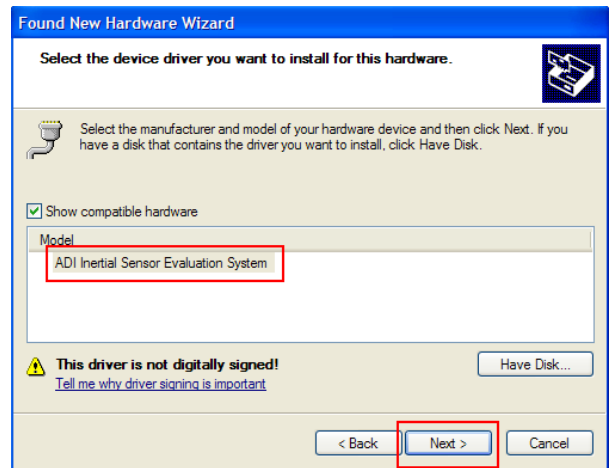 Found New Hardware Wizard
Select the device driver you want to install for this hardware.
Select the manufacturer and model of your hardware device and then click Next. If you
have a disk that contains the driver you want to install, click Have Disk.
Show compatible hardware
Model
ADI Inertial Sensor Evaluation System
This driver is not digitally signed!
Have Disk...
Tell me why driver signing is important
< Back
Next >
Cancel